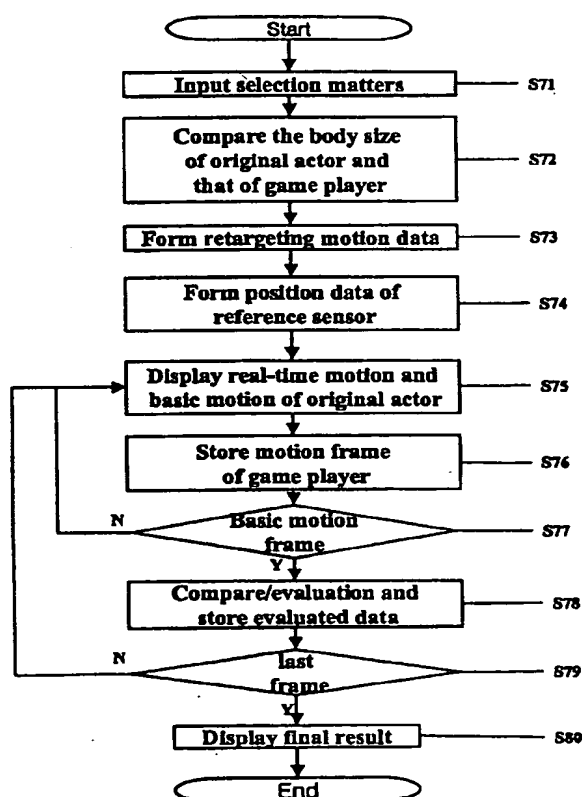 Start
Input selection matters
S71
Compare the body size
of original actor and
that of game player
S72
Form retargeting motion data
S73
Form position data of
reference sensor
S74
Display real-time motion and
basic motion of original actor
S75
Store motion frame
of game player
S76
N
Basic motion
frame
S77
Y
Compare/evaluation and
store evaluated data
S78
N
last
frame
S79
Y
Display final result
S80
End